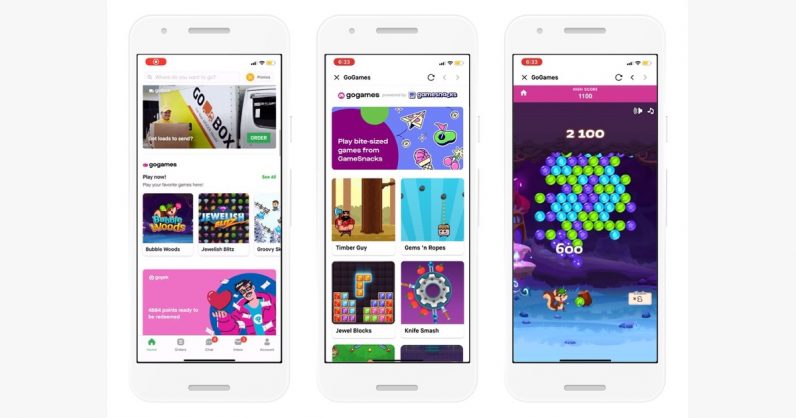 Where do you want to go?
Promos
GO BOX
Got loads to send?
ORDER
gogames
Play now!
See All
Play your favorite games here!
Bubble Woods
JEWELISH BLITZ
Bubble Woods
Jewelish Blitz
Groovy Sk
4884 points ready to
be redeemed
Home
Orders
Chat
Inbox
Account
6:33
GoGames
gogames powered by gamesnacks
Play bite-sized
games from
GameSnacks
Timber Guy
Gems 'n Ropes
Jewel Blocks
Knife Smash
6:33
GoGames
HIGH SCORE
1100
2 100
600
×6